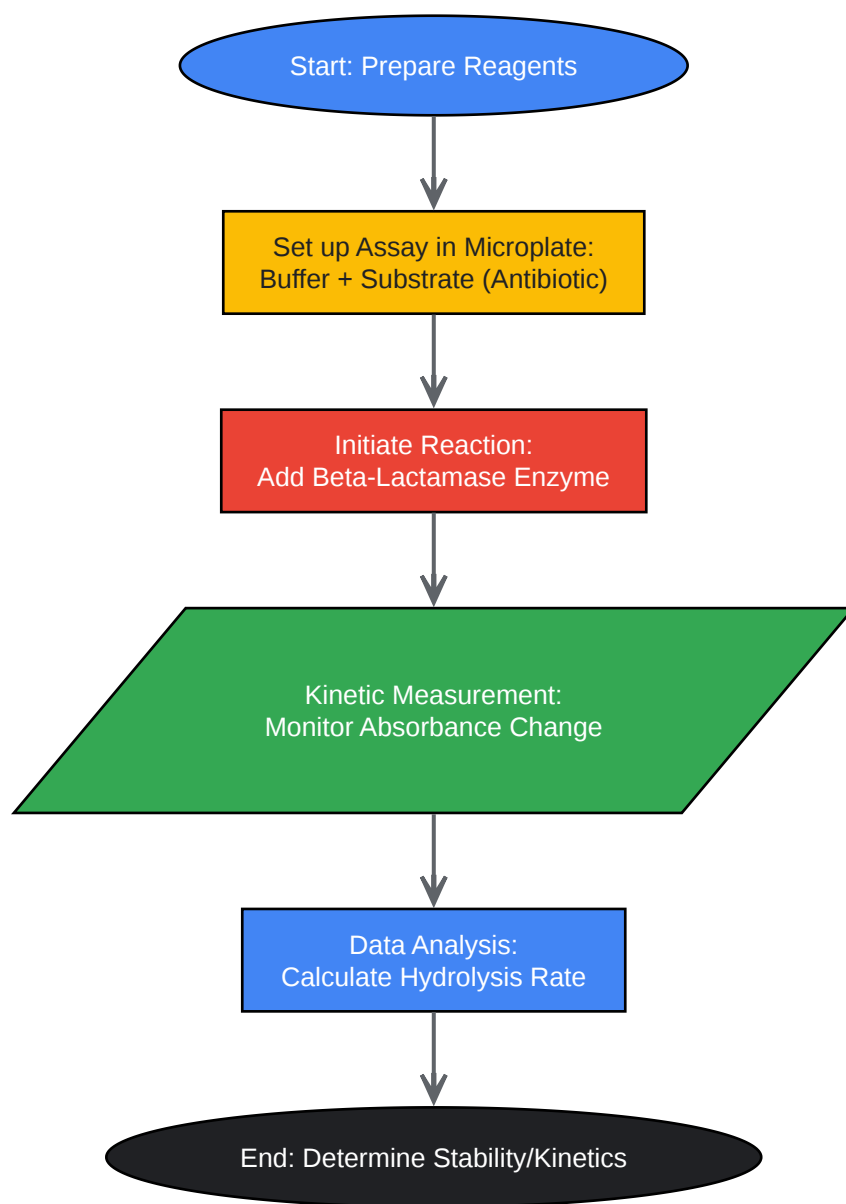 Start: Prepare Reagents
Set up Assay in Microplate:
Buffer + Substrate (Antibiotic)
Initiate Reaction:
Add Beta-Lactamase Enzyme
Kinetic Measurement:
Monitor Absorbance Change
Data Analysis:
Calculate Hydrolysis Rate
End: Determine Stability/Kinetics